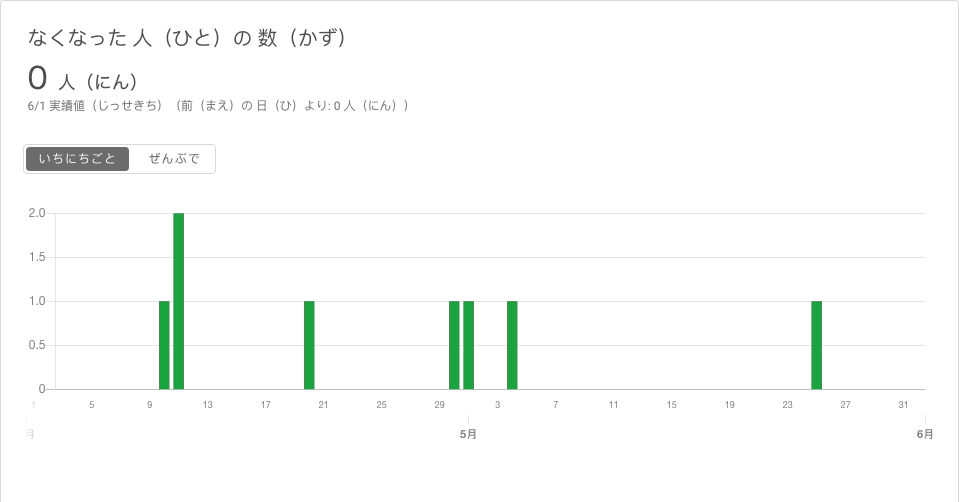 なくなった 人（ひと）の 数（かず）
0 人（にん）
6/1 実績値（じっせきち）（前（まえ）の 日（ひ）より: 0 人（にん））
いちにちごと ぜんぶで
2.0
1.5
1.0
0.5
0
1 5 9 13 17 21 25 29 3 7 11 15 19 23 27 31
月 5月 6月